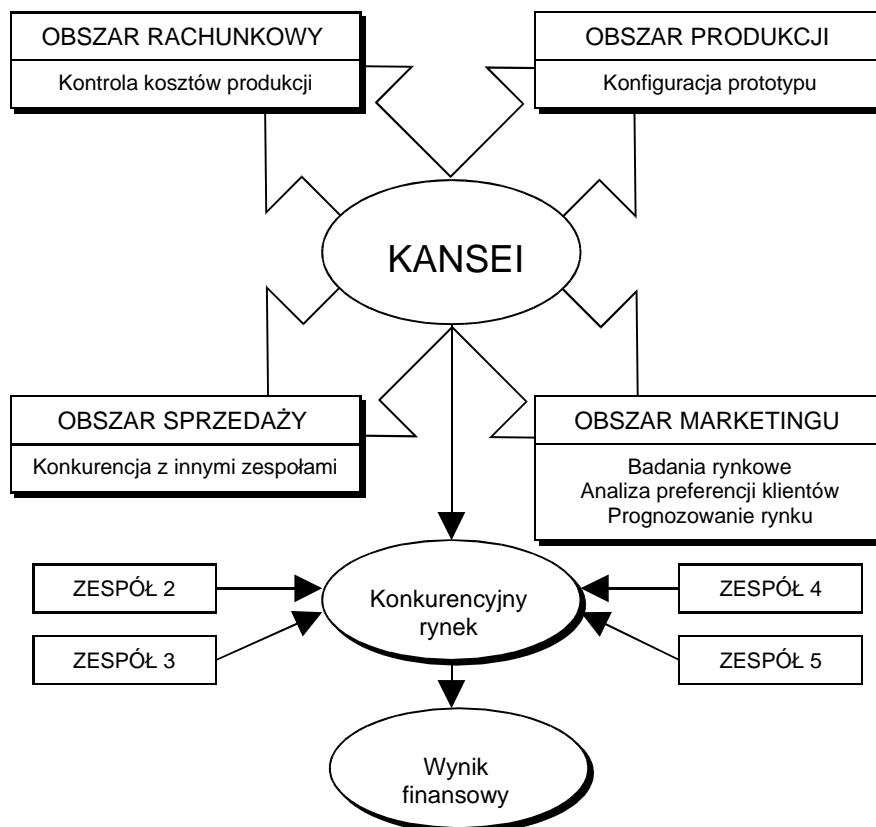 OBSZAR RACHUNKOWY
Kontrola kosztów produkcji
OBSZAR PRODUKCJI
Konfiguracja prototypu
KANSEI
OBSZAR SPRZEDAŻY
Konkurencja z innymi zespołami
OBSZAR MARKETINGU
Badania rynkowe
Analiza preferencji klientów
Prognozowanie rynku
ZESPÓŁ 2
ZESPÓŁ 3
Konkurencyjny
rynek
ZESPÓŁ 4
ZESPÓŁ 5
Wynik
finansowy